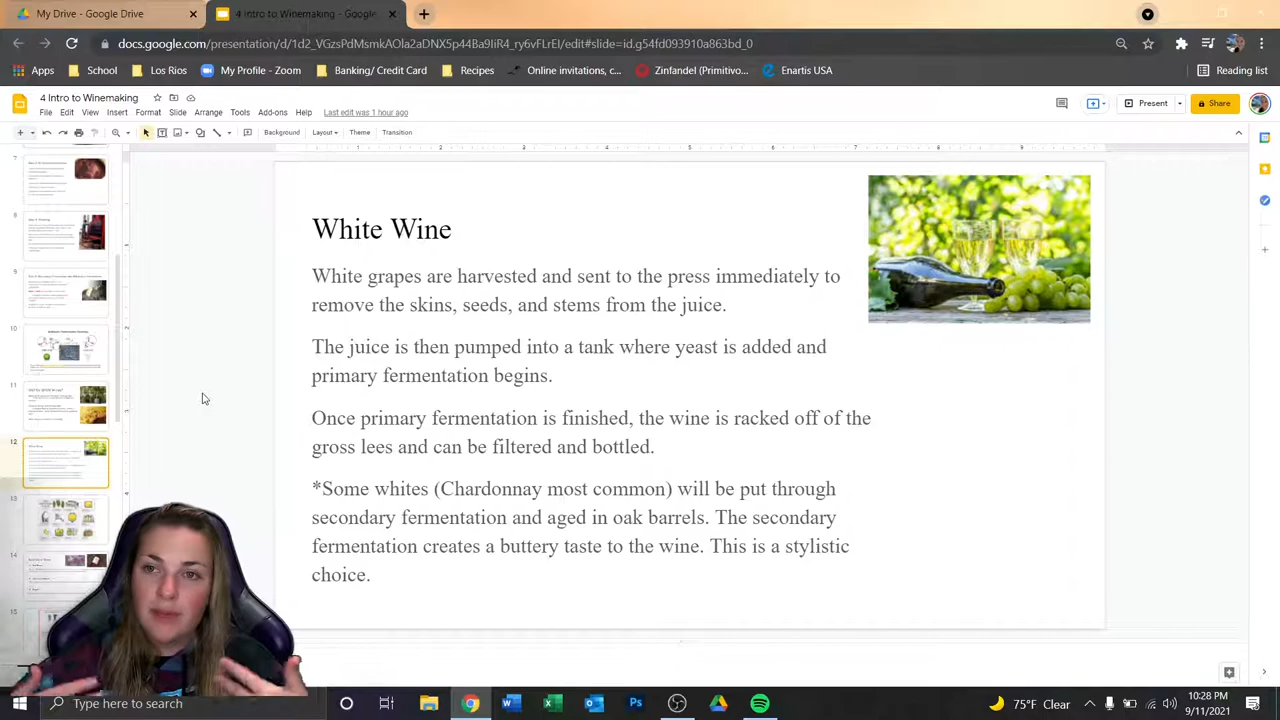 My Drive - Google Drive
4 Intro to Winemaking - Google
docs.google.com/presentation/d/1d2_VGzsPdMsmkAOla2aDNX5p44Ba9IiR4_ry6vFLrEI/edit#slide=id.g54fd093910a863bd_0
Apps School Los Rios My Profile - Zoom Banking/ Credit Card Recipes Online invitations, c... Zinfandel (Primitivo... Enartis USA Reading list
4 Intro to Winemaking
File Edit View Insert Format Slide Arrange Tools Add-ons Help Last edit was 1 hour ago
Present Share
Background Layout Theme Transition
White Wine
White grapes are harvested and sent to the press immediately to
remove the skins, seeds, and stems from the juice.
The juice is then pumped into a tank where yeast is added and
primary fermentation begins.
Once primary fermentation is finished, the wine is racked off of the
gross lees and can be filtered and bottled.
*Some whites (Chardonnay most common) will be put through
secondary fermentation and aged in oak barrels. The secondary
fermentation creates a buttery taste to the wine. This is a stylistic
choice.
7
8
9
11
12
13
15
Type here to search
75°F Clear
10:28 PM
9/11/2021